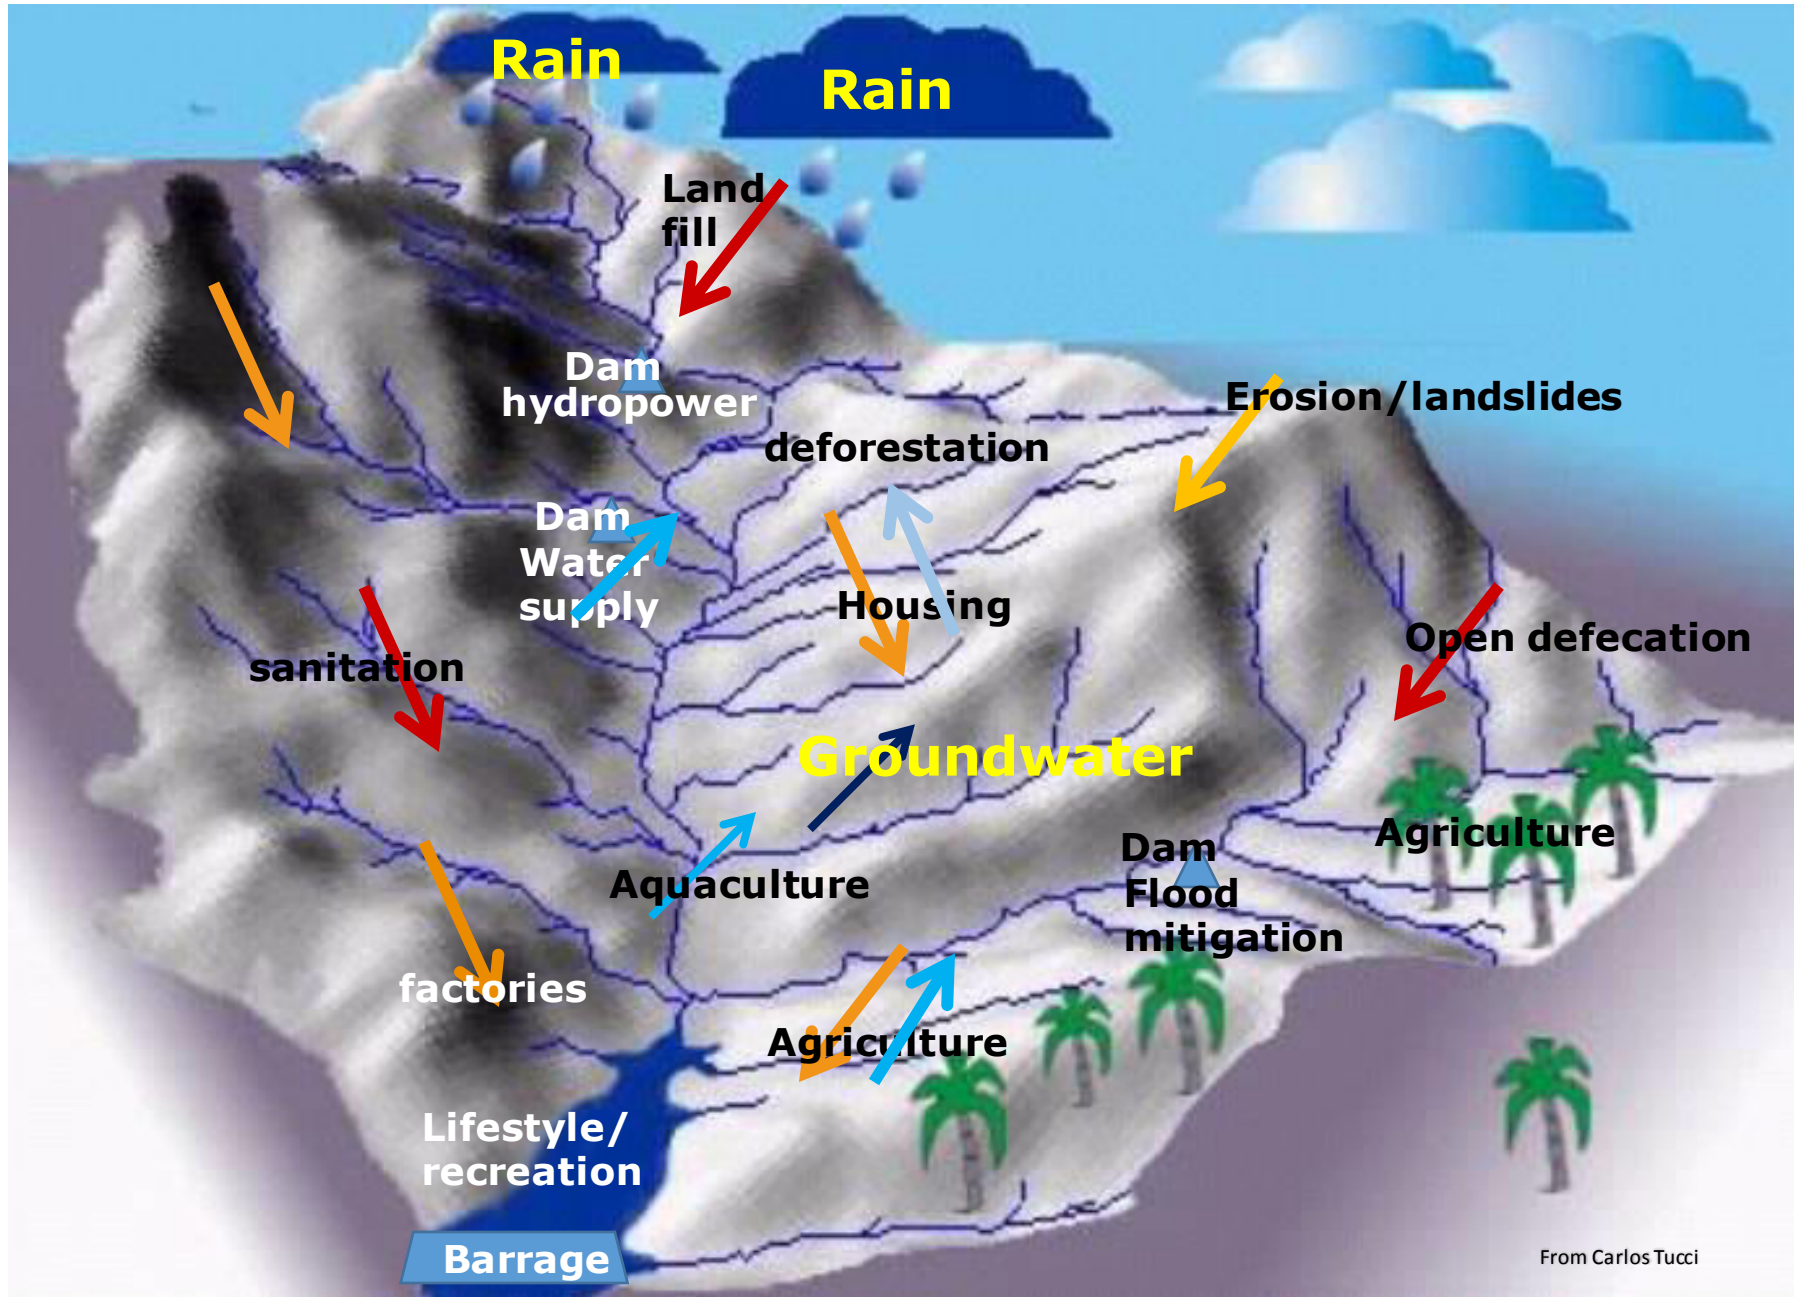 Rain
Rain
Land
fill
Dam
hydropower
Erosion/landslides
deforestation
Dam
Water
supply
Housing
Open defecation
sanitation
Groundwater
Agriculture
Dam
Flood
mitigation
Aquaculture
factories
Agriculture
Lifestyle/
recreation
Barrage
From Carlos Tucci